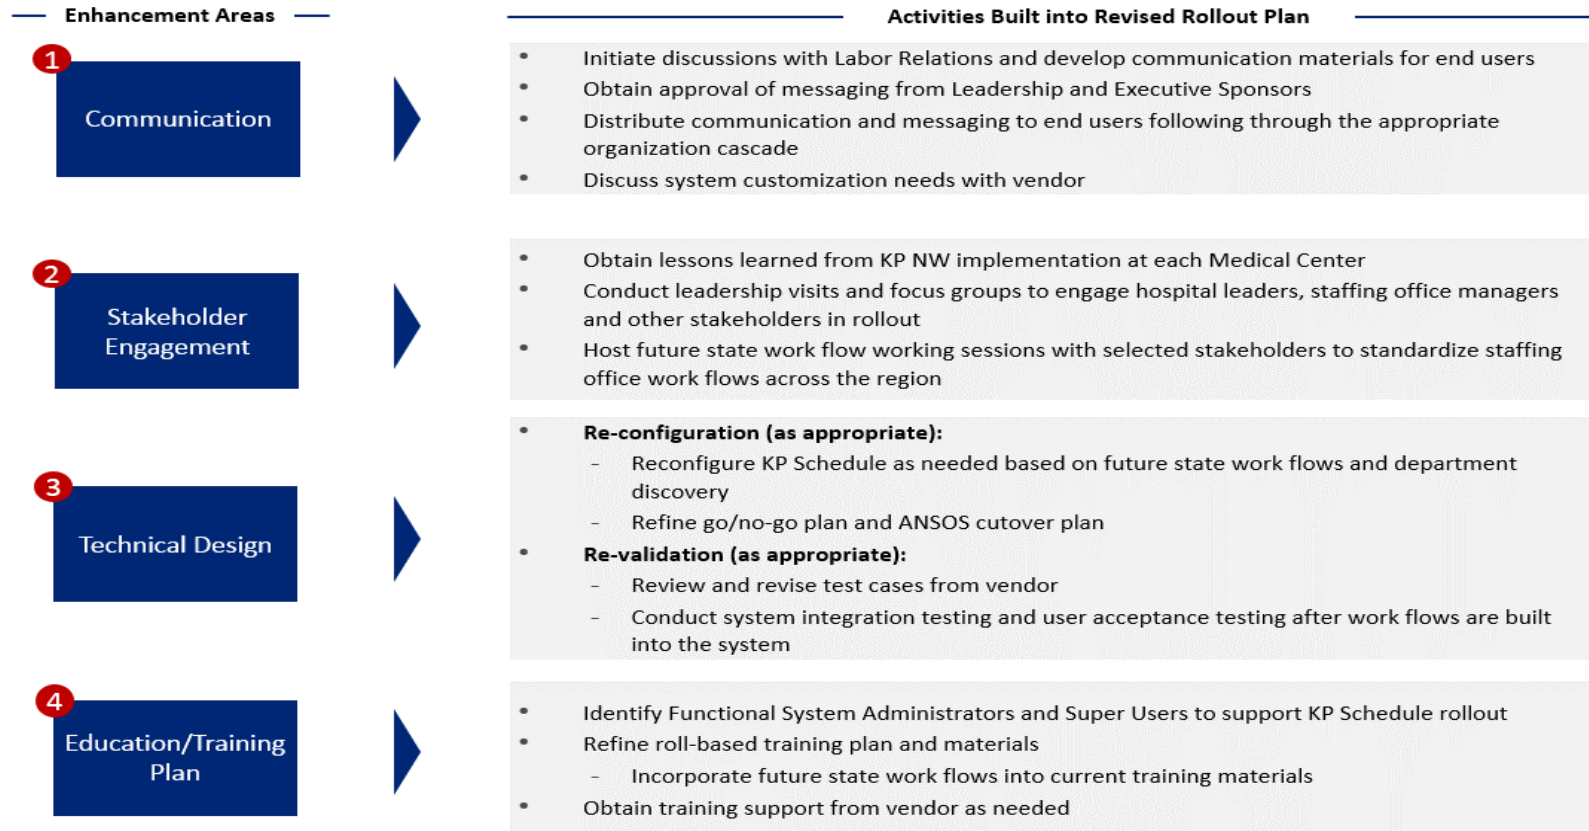 Enhancement Areas
Activities Built into Revised Rollout Plan
1
Communication
• Initiate discussions with Labor Relations and develop communication materials for end users
• Obtain approval of messaging from Leadership and Executive Sponsors
• Distribute communication and messaging to end users following through the appropriate
organization cascade
• Discuss system customization needs with vendor
2
Stakeholder
Engagement
• Obtain lessons learned from KP NW implementation at each Medical Center
• Conduct leadership visits and focus groups to engage hospital leaders, staffing office managers
and other stakeholders in rollout
• Host future state work flow working sessions with selected stakeholders to standardize staffing
office work flows across the region
3
Technical Design
• Re-configuration (as appropriate):
- Reconfigure KP Schedule as needed based on future state work flows and department
discovery
- Refine go/no-go plan and ANSOS cutover plan
• Re-validation (as appropriate):
- Review and revise test cases from vendor
- Conduct system integration testing and user acceptance testing after work flows are built
into the system
4
Education/Training
Plan
• Identify Functional System Administrators and Super Users to support KP Schedule rollout
• Refine roll-based training plan and materials
- Incorporate future state work flows into current training materials
• Obtain training support from vendor as needed